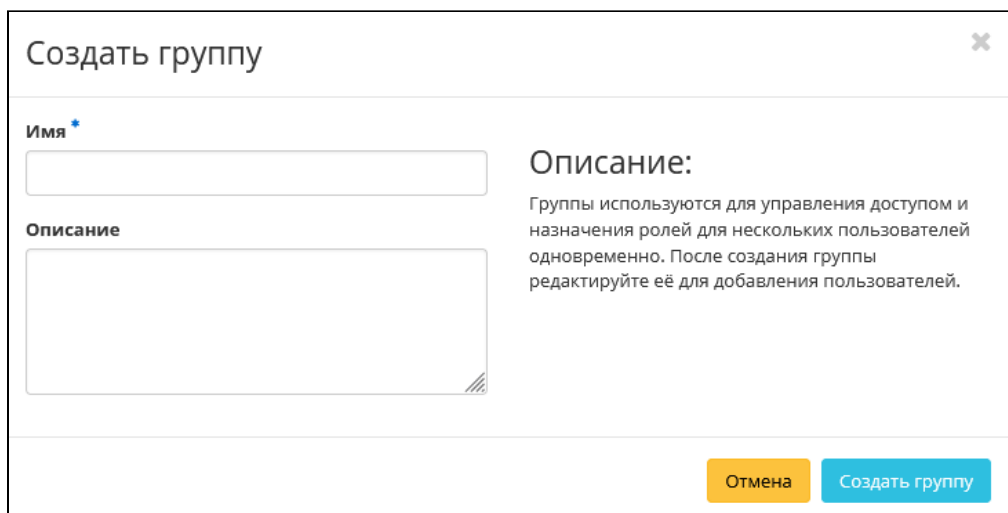 Создать группу
Имя *
Описание
Описание:
Группы используются для управления доступом и
назначения ролей для нескольких пользователей
одновременно. После создания группы
редактируйте её для добавления пользователей.
Отмена
Создать группу